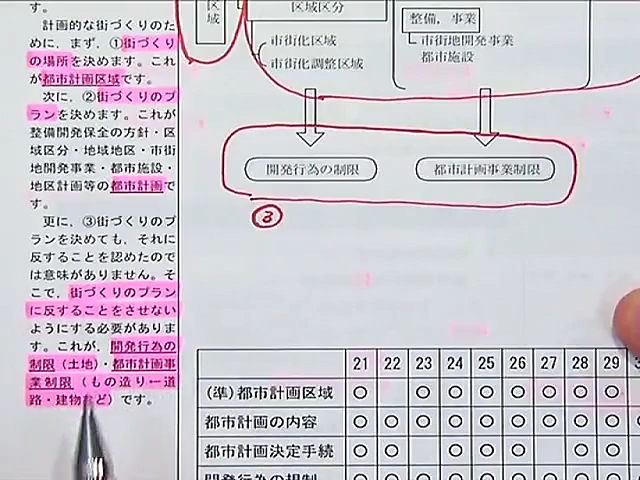 す。
計画的な街づくりのた
めに、まず、①街づくり
の場所を決めます。これ
が都市計画区域です。
次に、②街づくりのプ
ランを決めます。これが
整備開発保全の方針・区
域区分・地域地区・市街
地開発事業・都市施設・
地区計画等の都市計画で
す。
更に、③街づくりのプ
ランを決めても、それに
反することを認めたので
は意味がありません。そ
こで、街づくりのプラン
に反することをさせない
ようにする必要がありま
す。これが、開発行為の
制限（土地）・都市計画事
業制限（もの造りー道
路・建物など）です。
区域
区域区分
市街化区域
市街化調整区域
整備，事業
市街地開発事業
都市施設
開発行為の制限
都市計画事業制限
③
21 22 23 24 25 26 27 28 29
(準)都市計画区域 ○ ○ ○ ○ ○ ○ ○ ○
都市計画の内容 ○ ○ ○ ○ ○ ○ ○ ○ ○
都市計画決定手続 ○ ○ ○ ○ ○ ○ ○
開発行為の規制